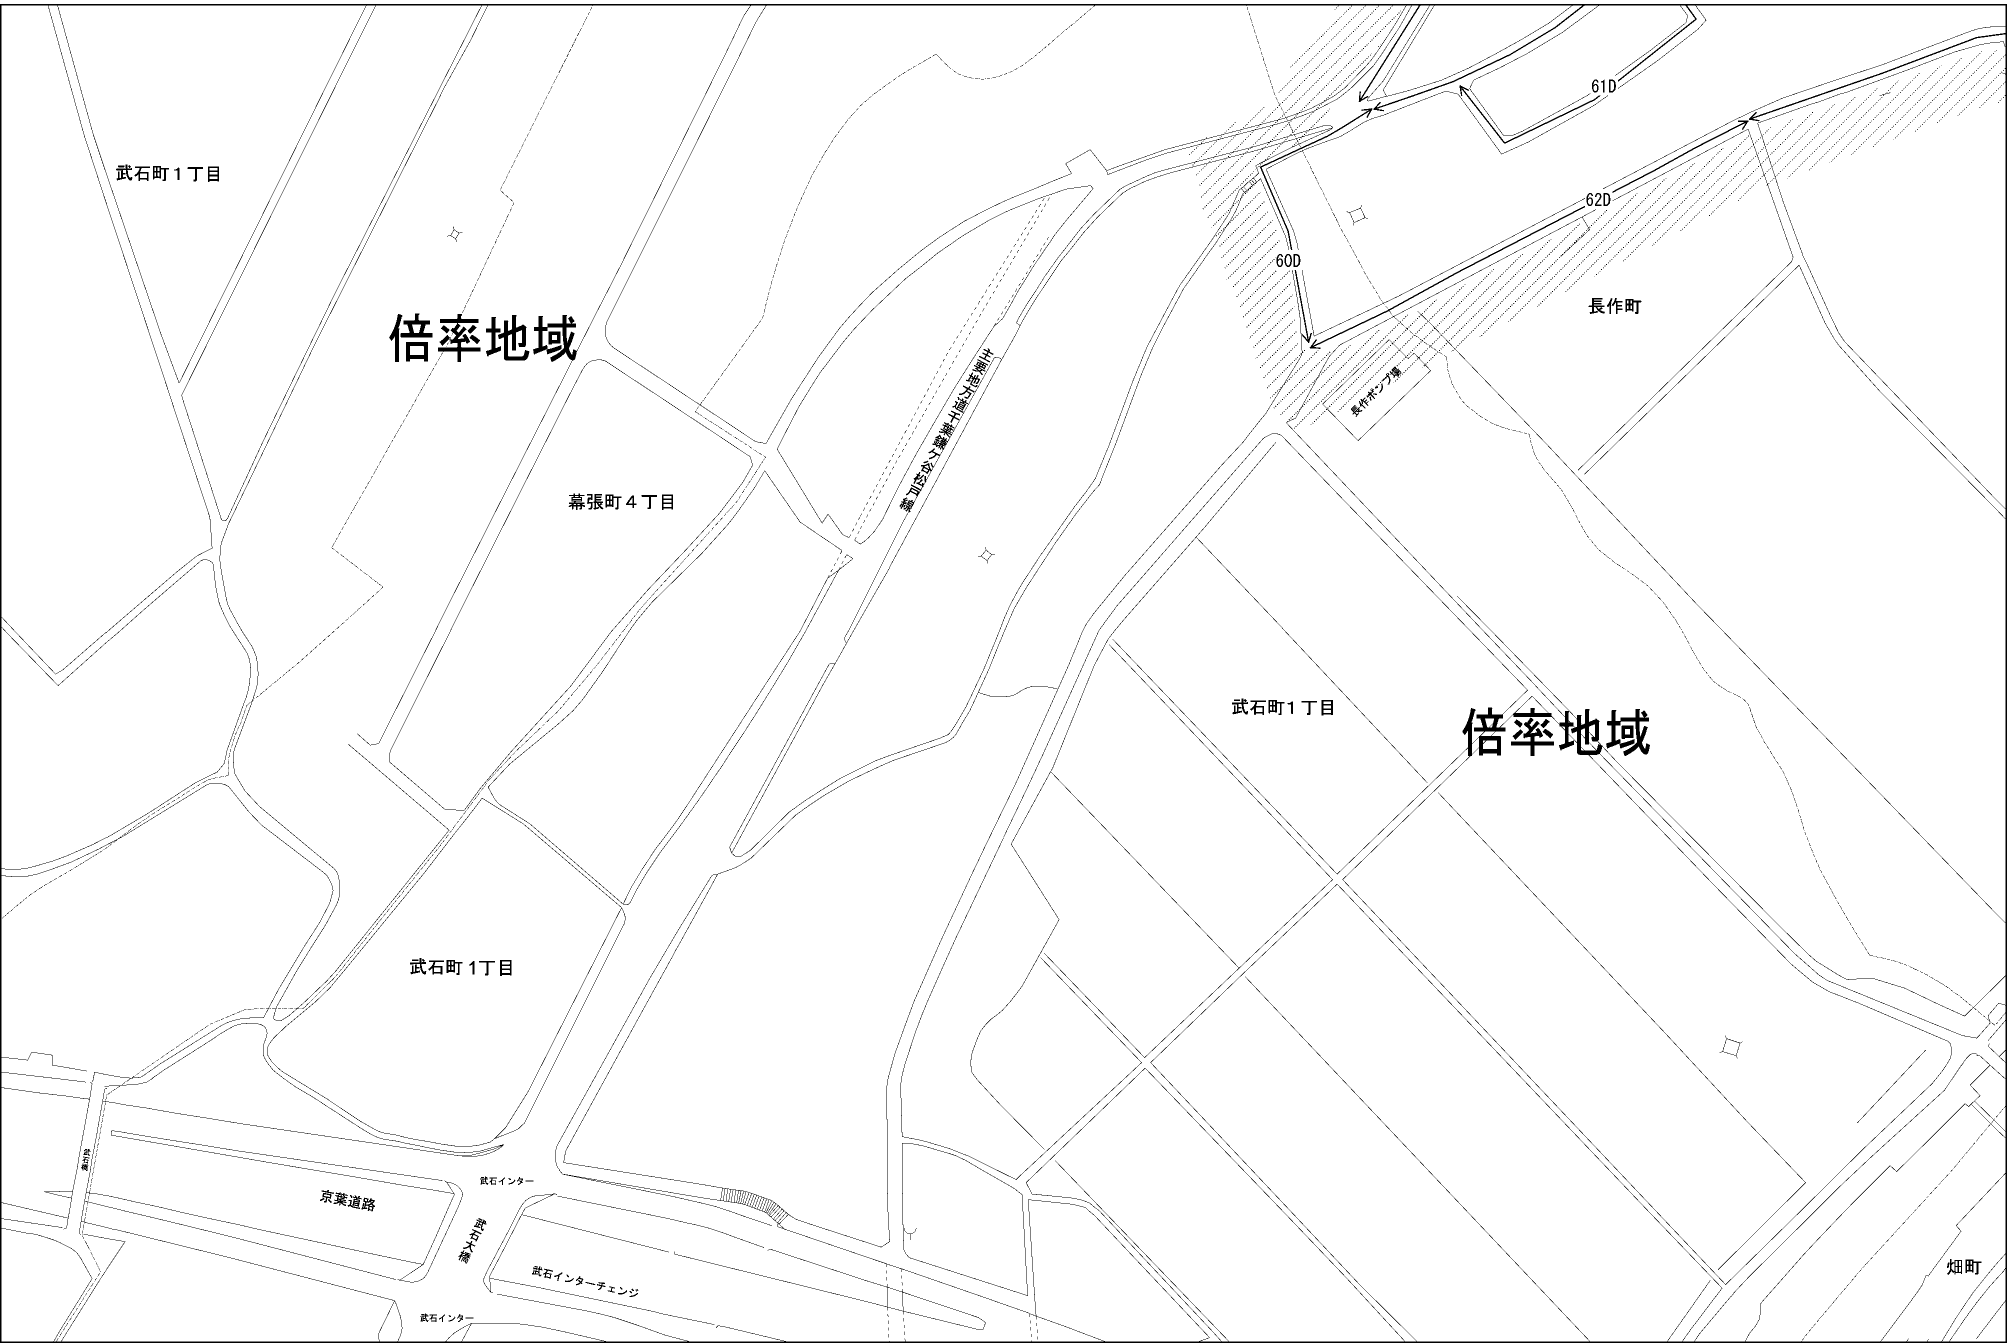 61D
武石町１丁目
62D
60D
長作町
倍率地域
主要地方道千葉鎌ケ谷松戸線
長作ポンプ場
幕張町４丁目
武石町１丁目
倍率地域
武石町１丁目
武石橋
武石インター
京葉道路
武石大橋
武石インターチェンジ
畑町
武石インター